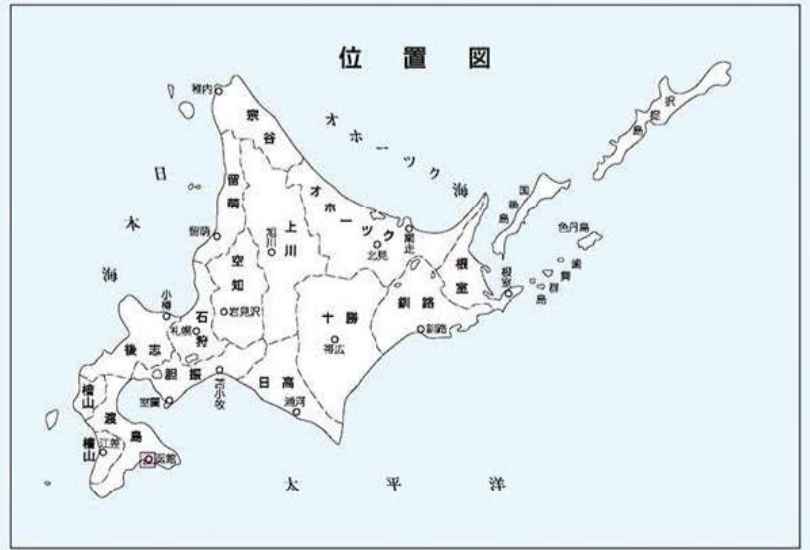 位置図
稚内
宗谷
オホーツク海
択捉島
日本海
留萌
オホーツク
国後島
上川
旭川
網走
色丹島
留萌
北見
歯舞群島
空知
根室
根室
小樽
石狩
岩見沢
十勝
釧路
札幌
釧路
後志
帯広
胆振
日高
檜山
室蘭
苫小牧
浦河
渡島
檜山
江差
函館
太平洋